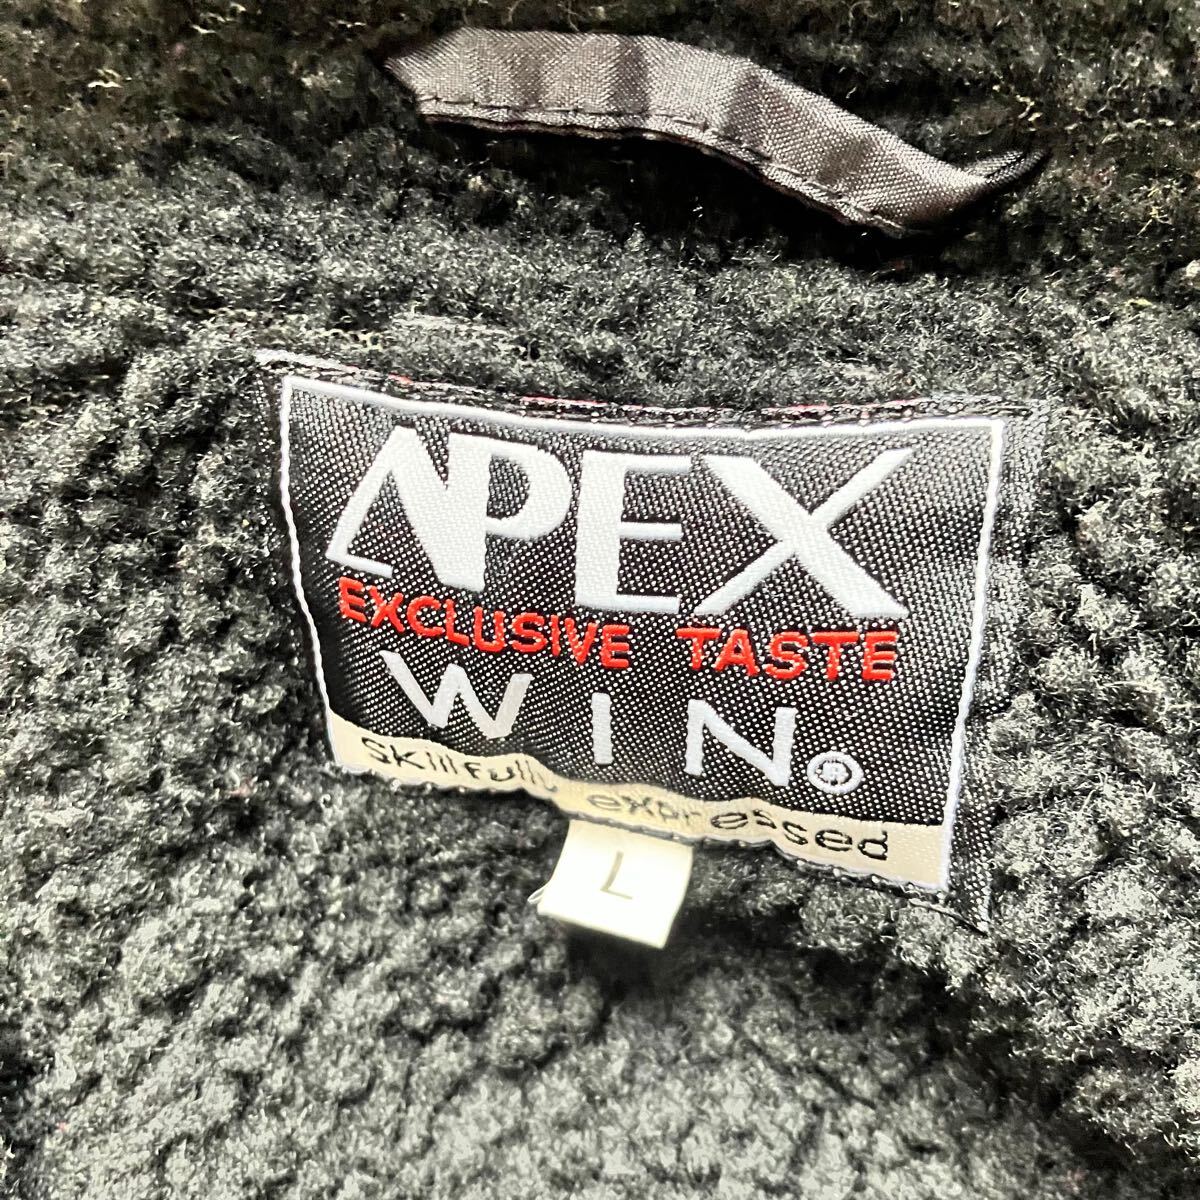 APEX
EXCLUSIVE TASTE
WIN®
Skillfully expressed
L